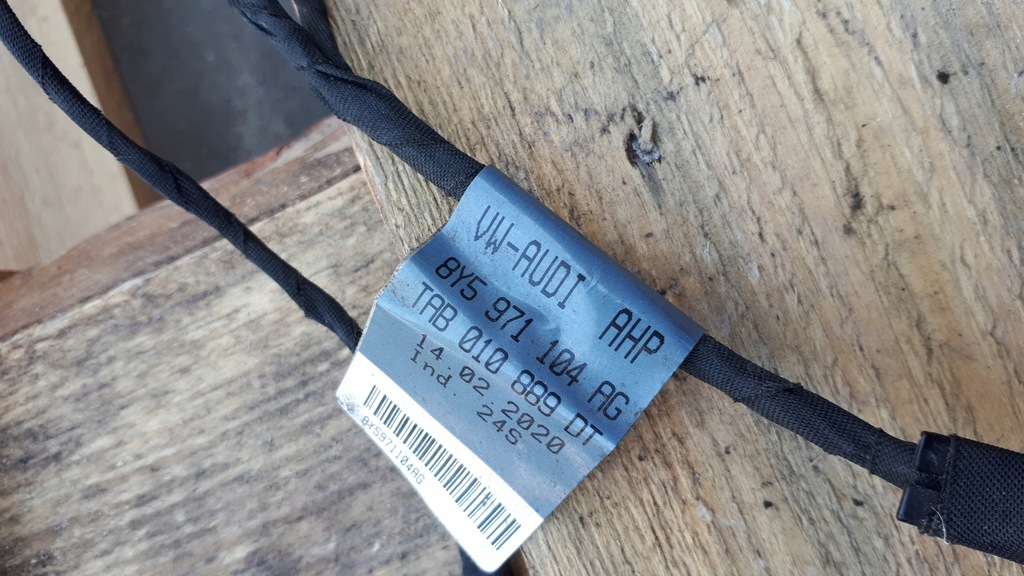 VW-AUDI AHP
8Y5 971 104 AG
TAB 010 889 DT
14.02.2020
Ind. 24S
8Y5971104AG